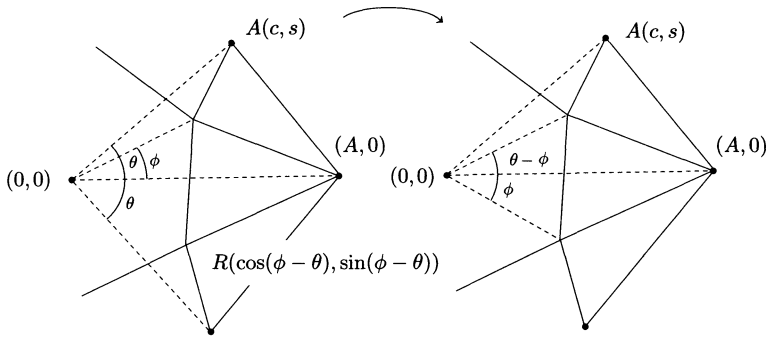 A(c, s)
(A, 0)
(0, 0)
θ
ϕ
θ
R(cos(ϕ − θ), sin(ϕ − θ))
A(c, s)
(A, 0)
(0, 0)
θ − ϕ
ϕ